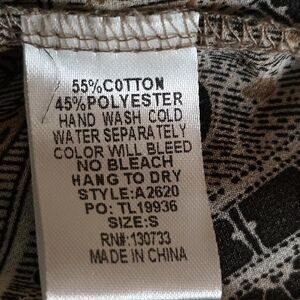 55%COTTON
45%POLYESTER
HAND WASH COLD
WATER SEPARATELY
COLOR WILL BLEED
NO BLEACH
HANG TO DRY
STYLE:A2620
PO: TL19936
SIZE:S
RN#:130733
MADE IN CHINA